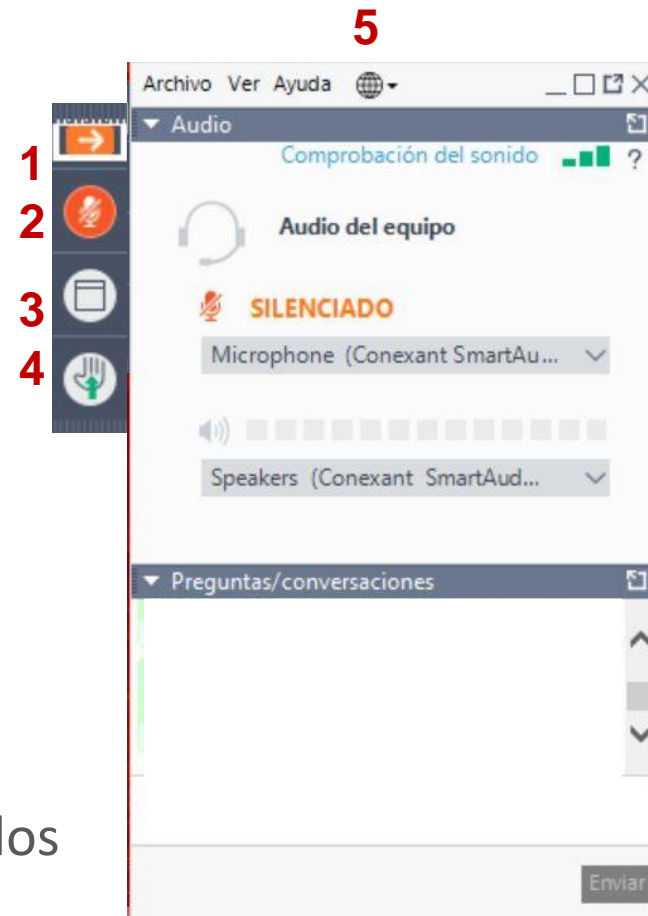 5
Archivo Ver Ayuda
Audio
1
Comprobación del sonido ?
2
Audio del equipo
3
SILENCIADO
4
Microphone (Conexant SmartAu...
Speakers (Conexant SmartAud...
Preguntas/conversaciones
los
Enviar